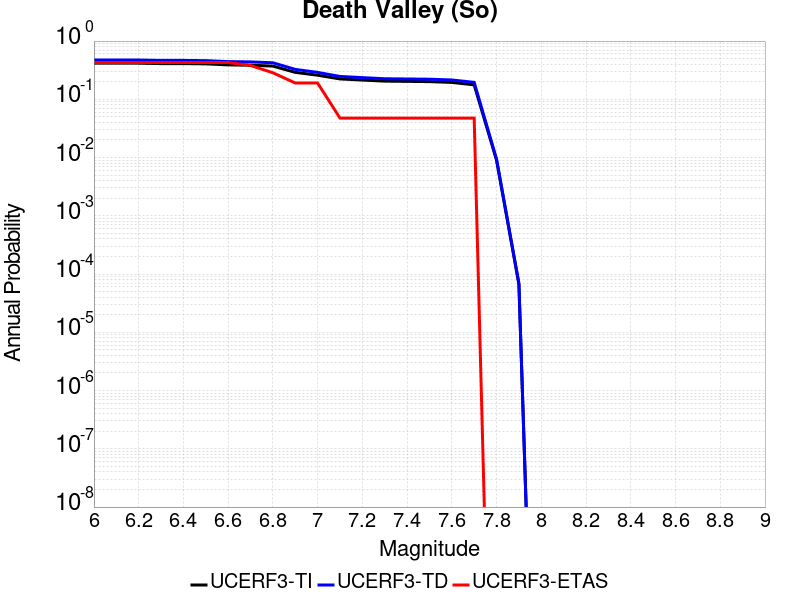 Death Valley (So)
10^0
10^-1
10^-2
10^-3
10^-4
10^-5
10^-6
10^-7
10^-8
Annual Probability
6 6.2 6.4 6.6 6.8 7 7.2 7.4 7.6 7.8 8 8.2 8.4 8.6 8.8 9
Magnitude
UCERF3-TI UCERF3-TD UCERF3-ETAS